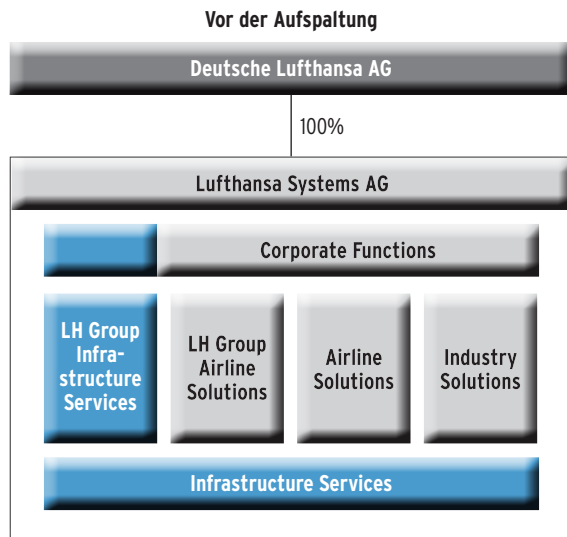 Vor der Aufspaltung
Deutsche Lufthansa AG
100%
Lufthansa Systems AG
Corporate Functions
LH Group
Infra-
structure
Services
LH Group
Airline
Solutions
Airline
Solutions
Industry
Solutions
Infrastructure Services